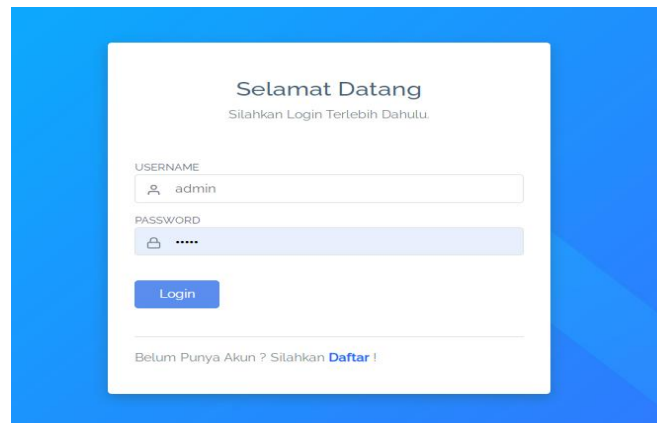 Selamat Datang
Silahkan Login Terlebih Dahulu.
USERNAME
admin
PASSWORD
•••••
Login
Belum Punya Akun ? Silahkan Daftar !